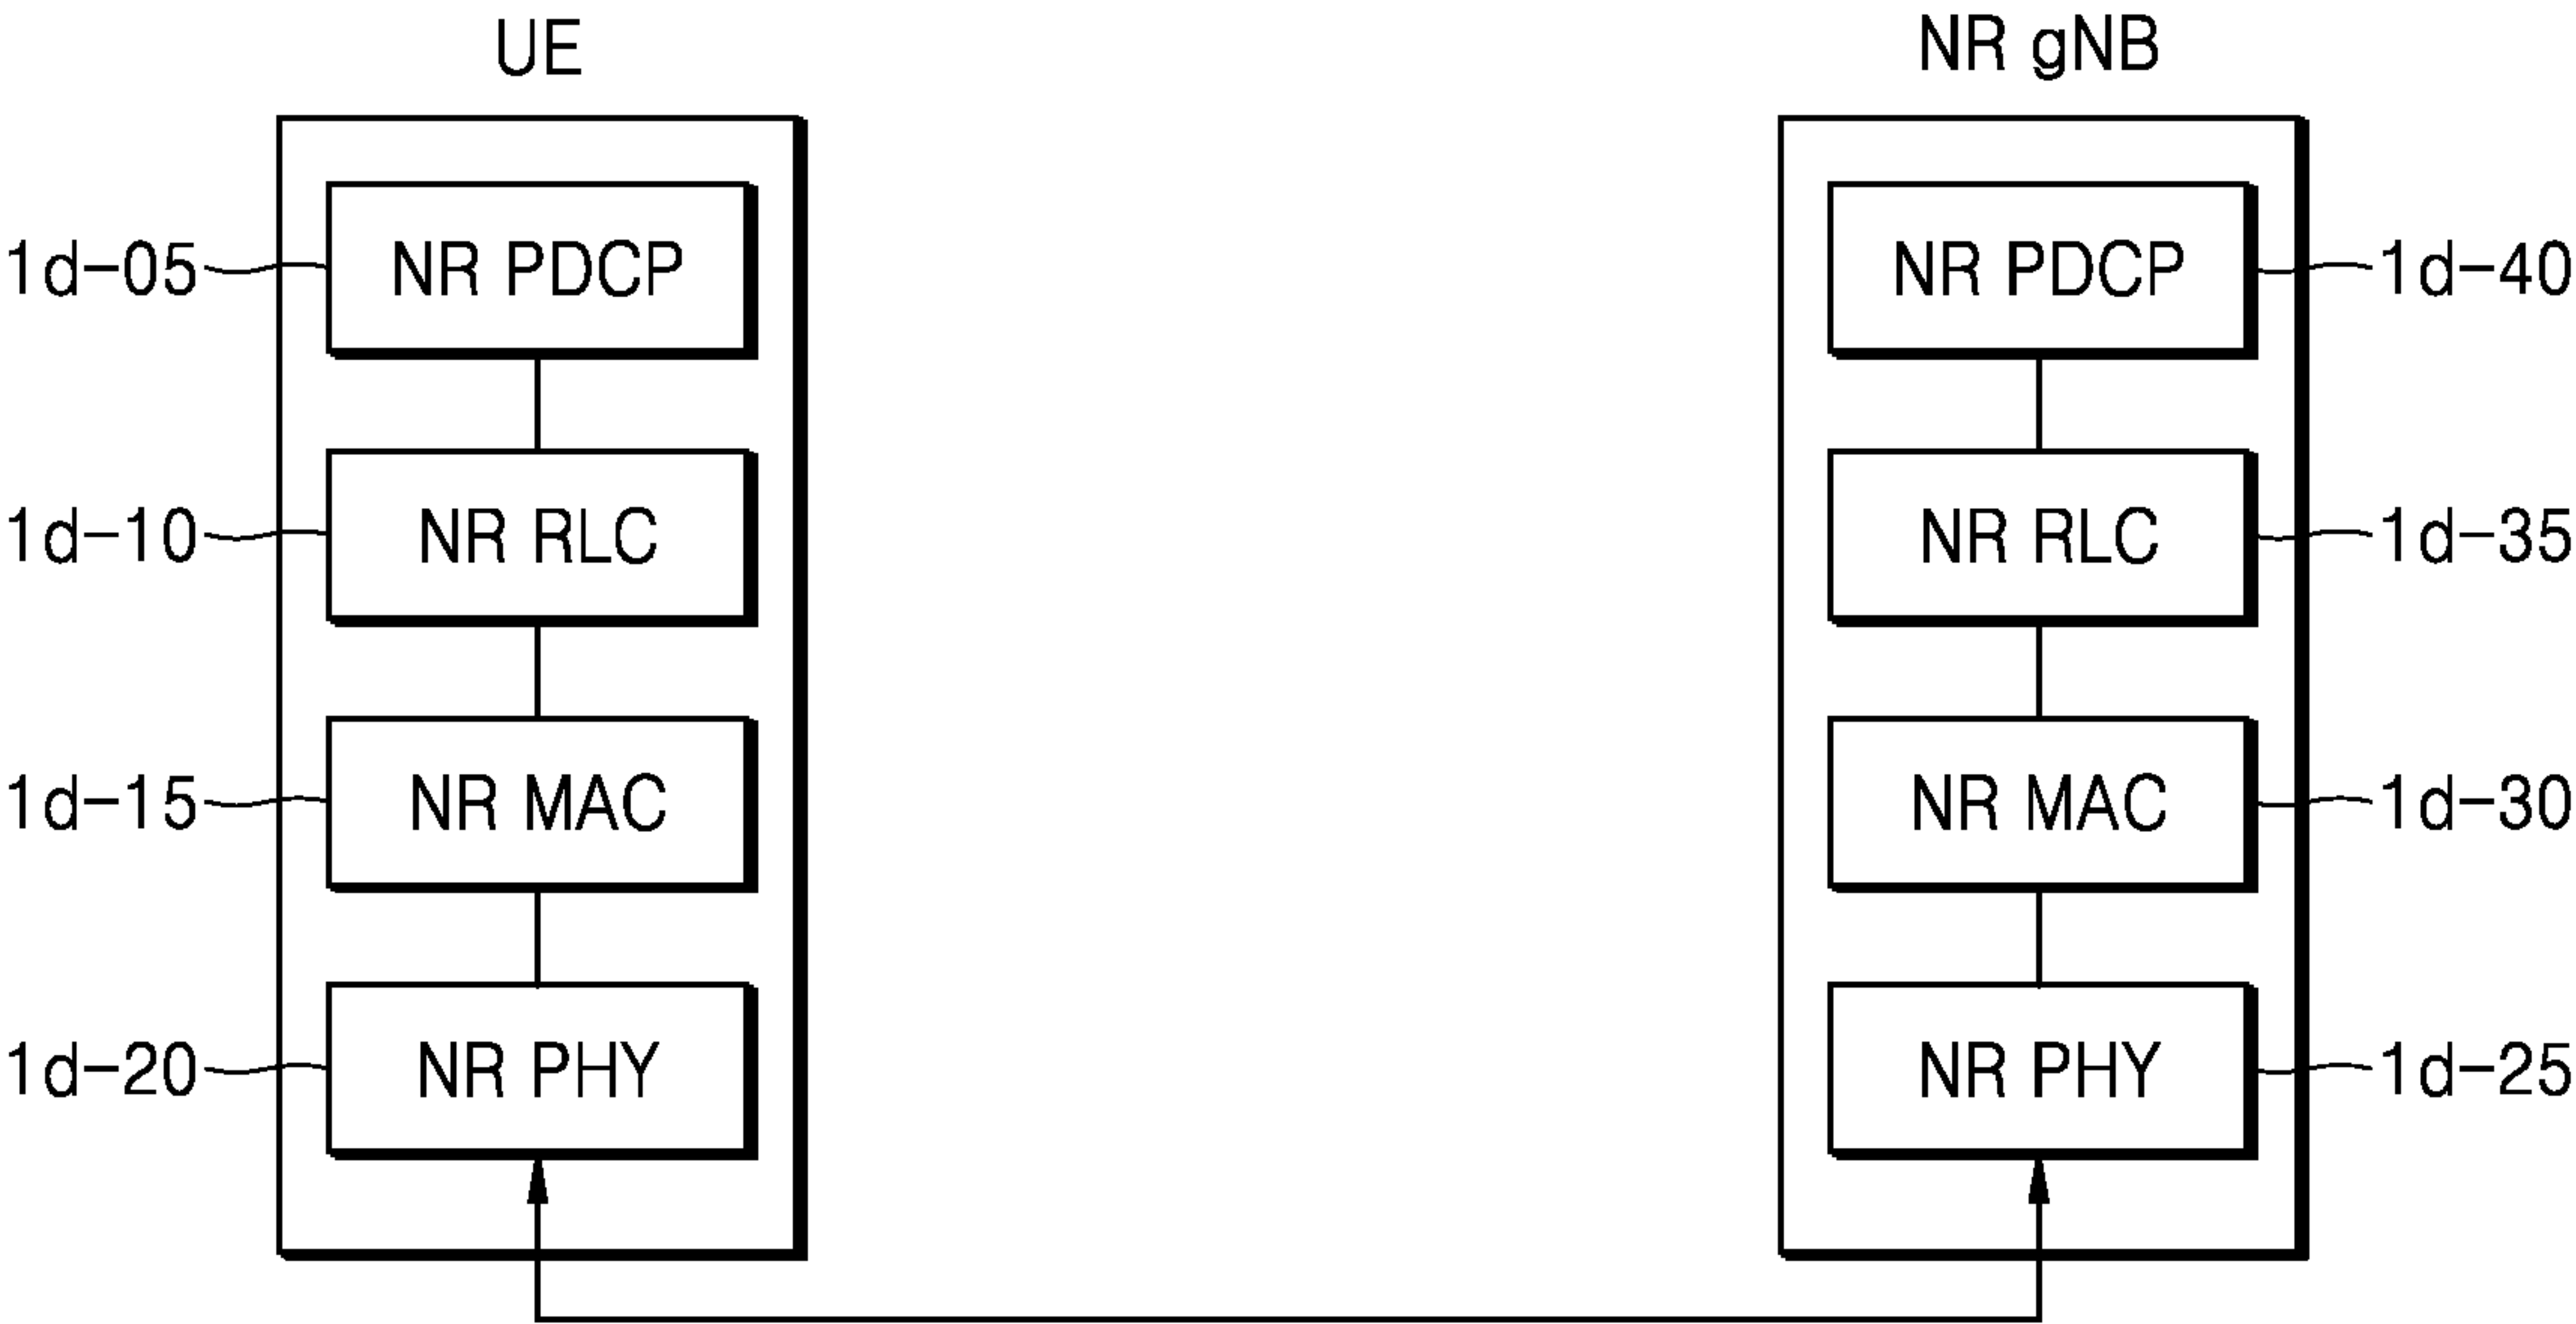 UE NR gNB
1d-05 NR PDCP NR PDCP 1d-40
1d-10 NR RLC NR RLC 1d-35
1d-15 NR MAC NR MAC 1d-30
1d-20 NR PHY NR PHY 1d-25